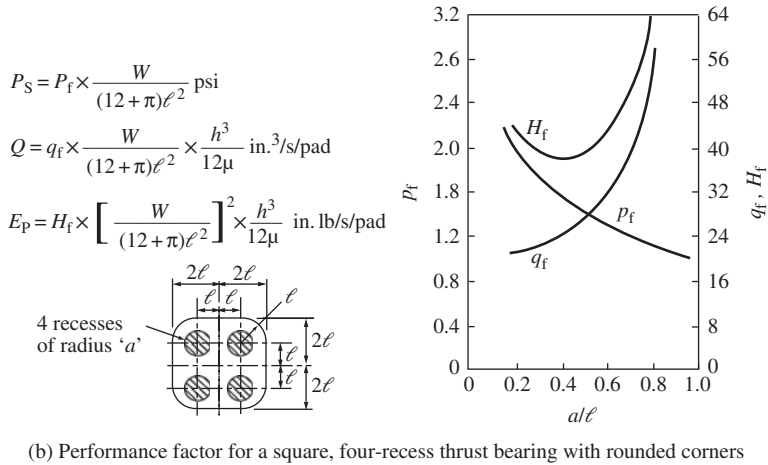 P_S = P_f × W / (12 + π)ℓ² psi
Q = q_f × W / (12 + π)ℓ² × h³ / 12μ in.³/s/pad
E_P = H_f × [ W / (12 + π)ℓ² ]² × h³ / 12μ in. lb/s/pad
2ℓ 2ℓ
ℓ ℓ ℓ
4 recesses
of radius ‘a’
2ℓ
ℓ
ℓ
2ℓ
3.2 64
3.2 56
2.4 48
2.2 44
2.0 40
1.8 32
1.2 24
0.8 16
0.4 8
0 0
p_f
q_f , H_f
H_f
p_f
q_f
0.2 0.4 0.6 0.8 1.0
a/ℓ
(b) Performance factor for a square, four-recess thrust bearing with rounded corners